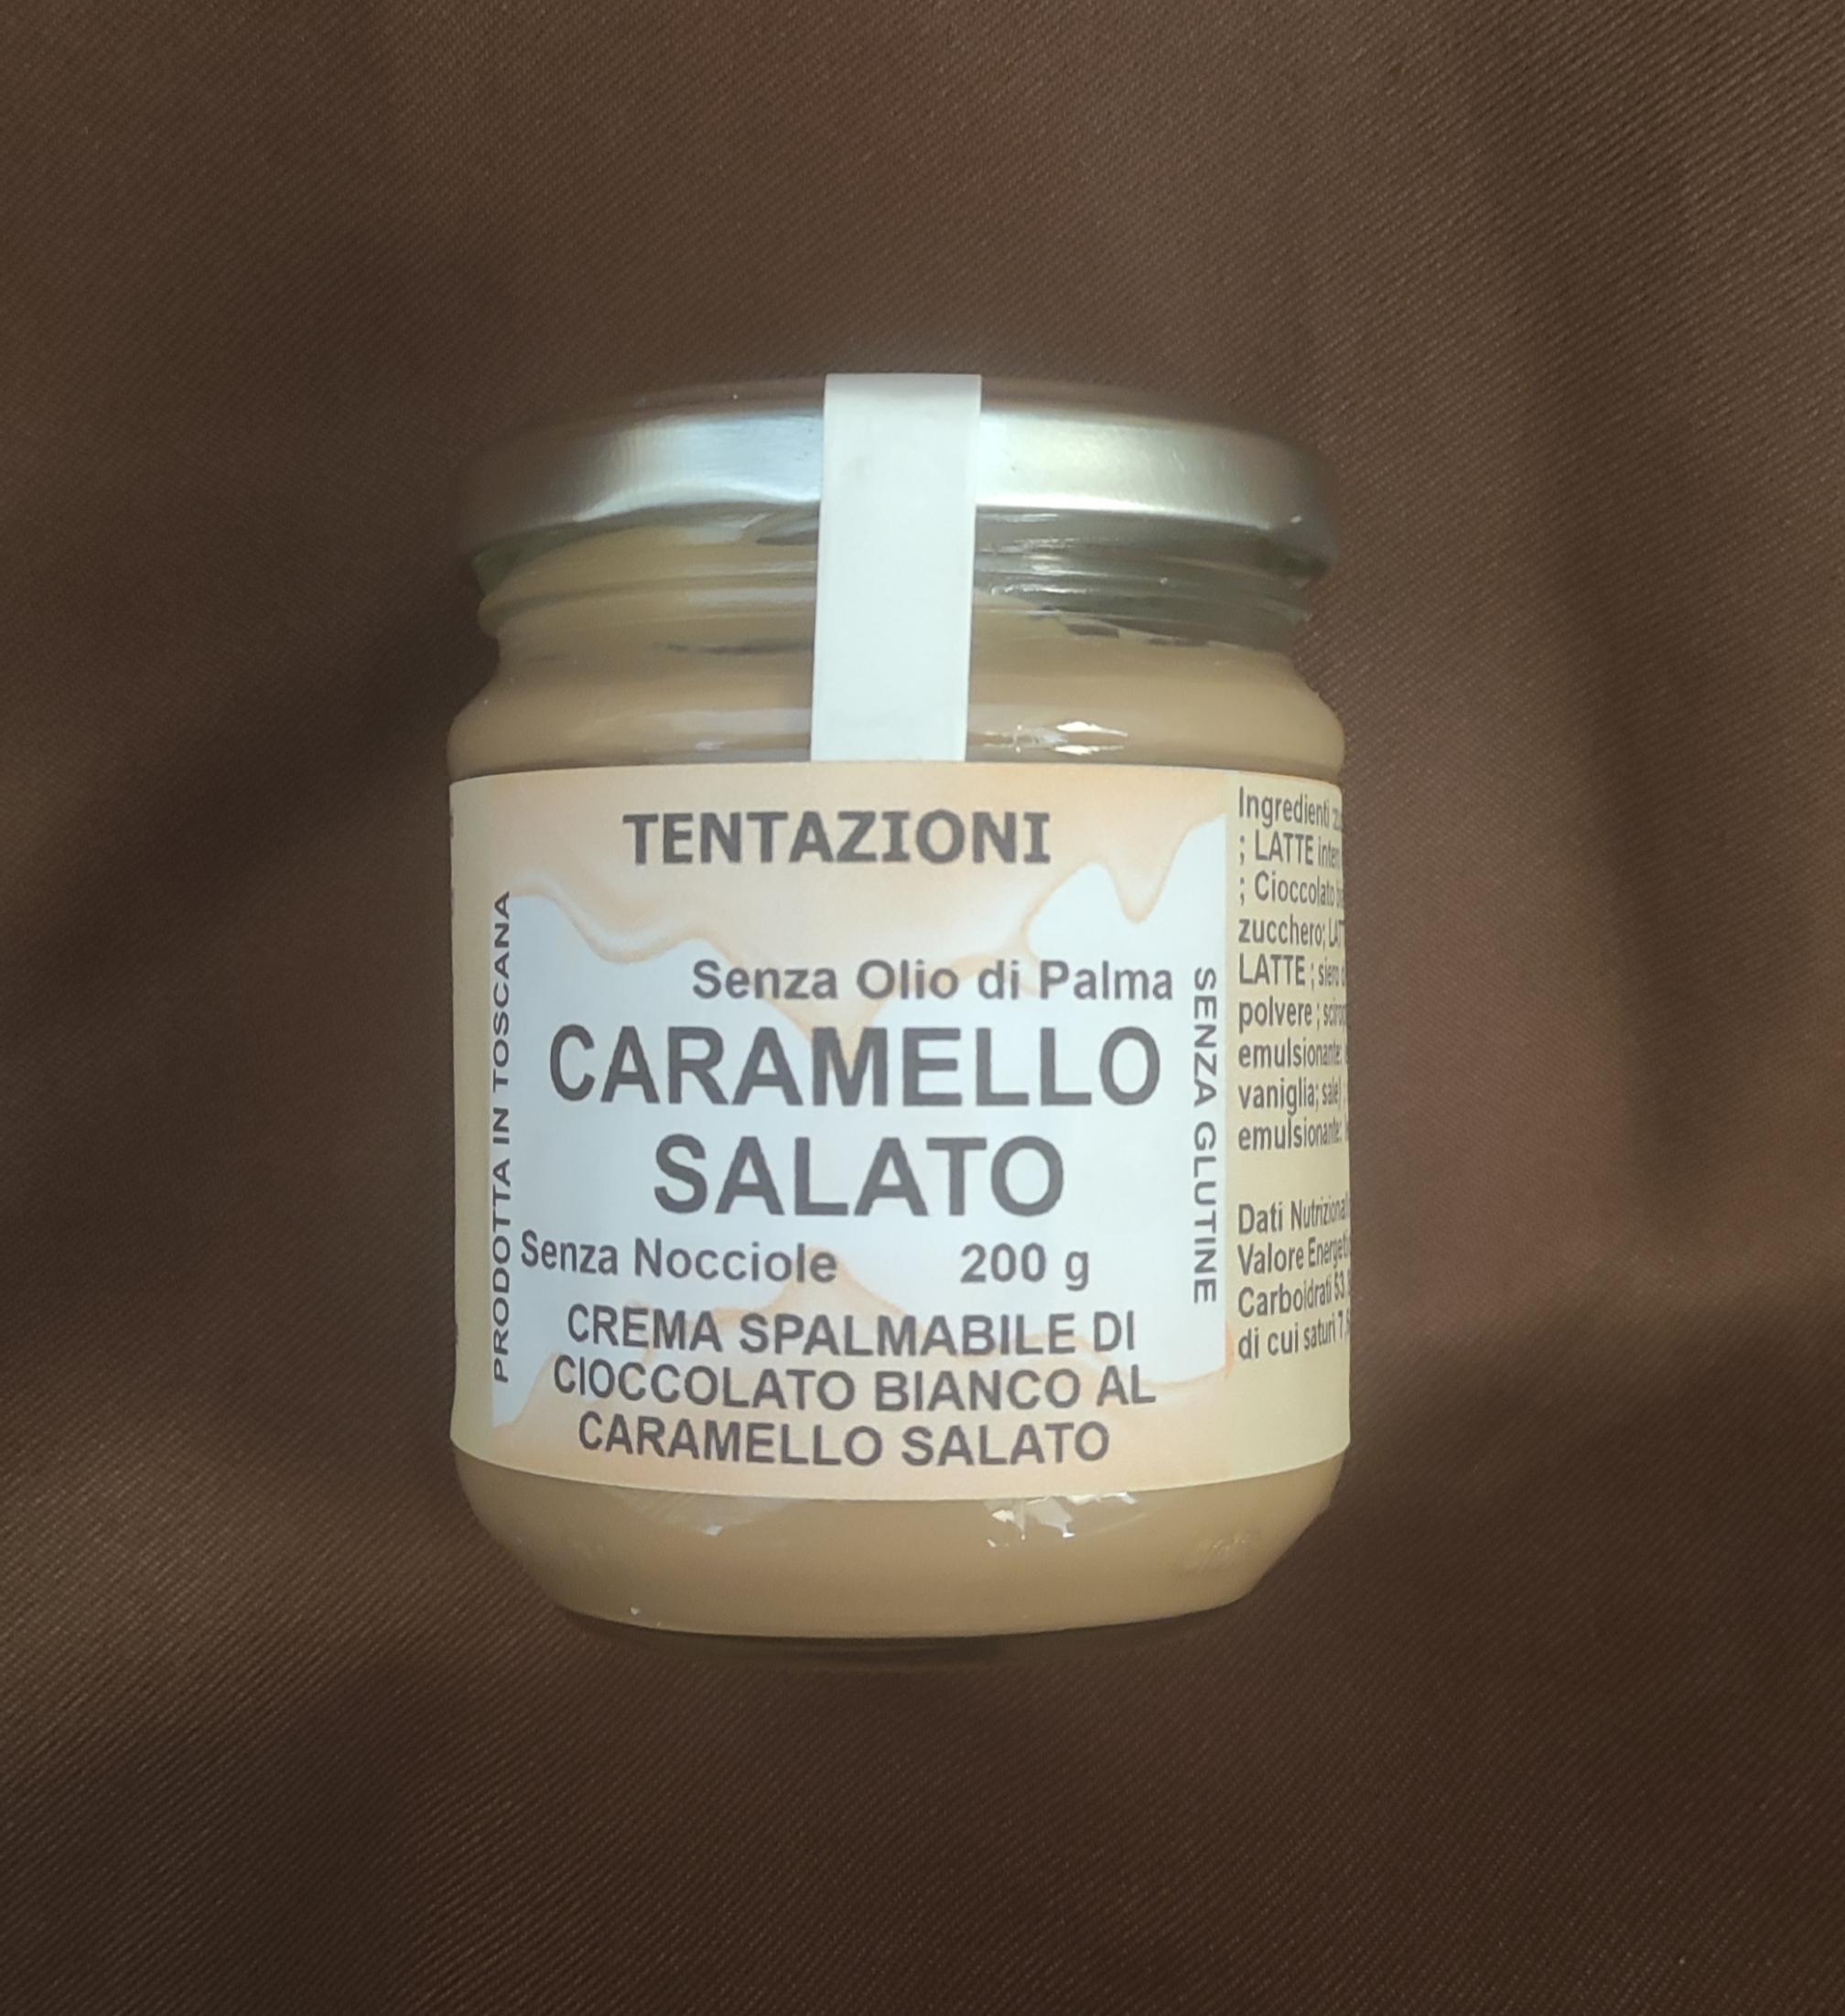 TENTAZIONI
PRODOTTA IN TOSCANA
Senza Olio di Palma
CARAMELLO
SALATO
Senza Nocciole 200 g
CREMA SPALMABILE DI
CIOCCOLATO BIANCO AL
CARAMELLO SALATO
SENZA GLUTINE
Ingredienti
; LATTE
; Cioccolato
zucchero;
LATTE ; siero
polvere ;
emulsionante:
vaniglia; sale)
emulsionante:
Dati
Valore
Carboidrati
di cui saturi